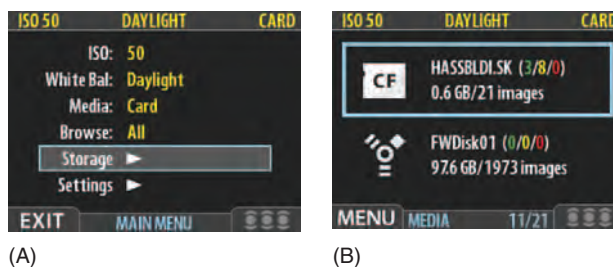 ISO 50 DAYLIGHT CARD
ISO: 50
White Bal: Daylight
Media: Card
Browse: All
Storage
Settings
EXIT MAIN MENU
(A)
ISO 50 DAYLIGHT CARD
CF
HASSBLDI.SK (3/8/0)
0.6 GB/21 images
FWDisk01 (0/0/0)
97.6 GB/1973 images
MENU MEDIA 11/21
(B)